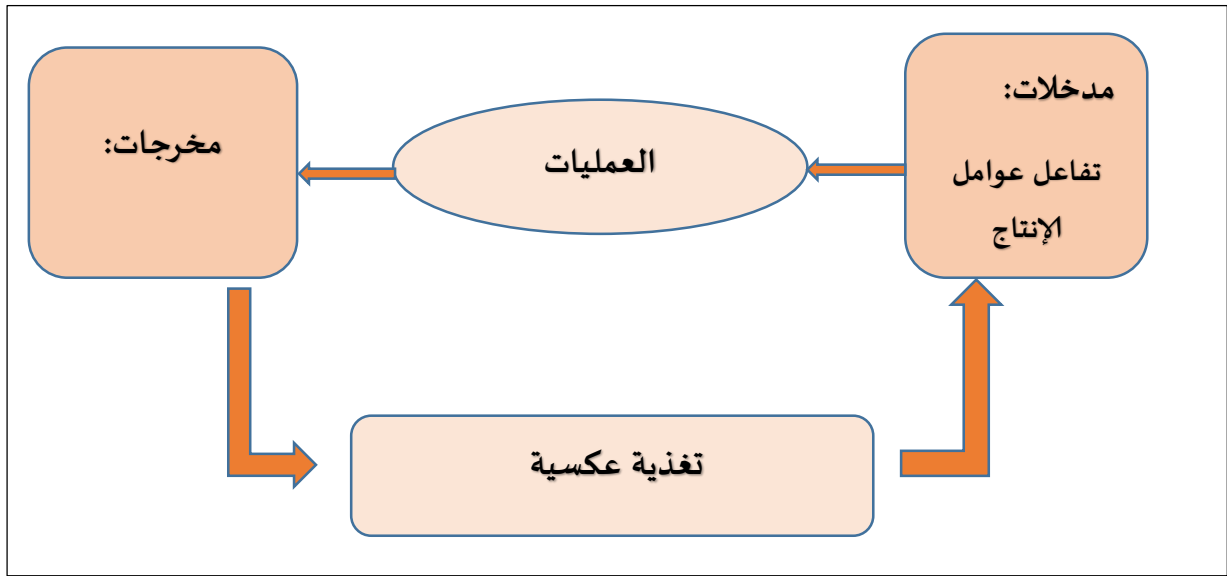 مدخلات:
تفاعل عوامل
الإنتاج
العمليات
مخرجات:
تغذية عكسية